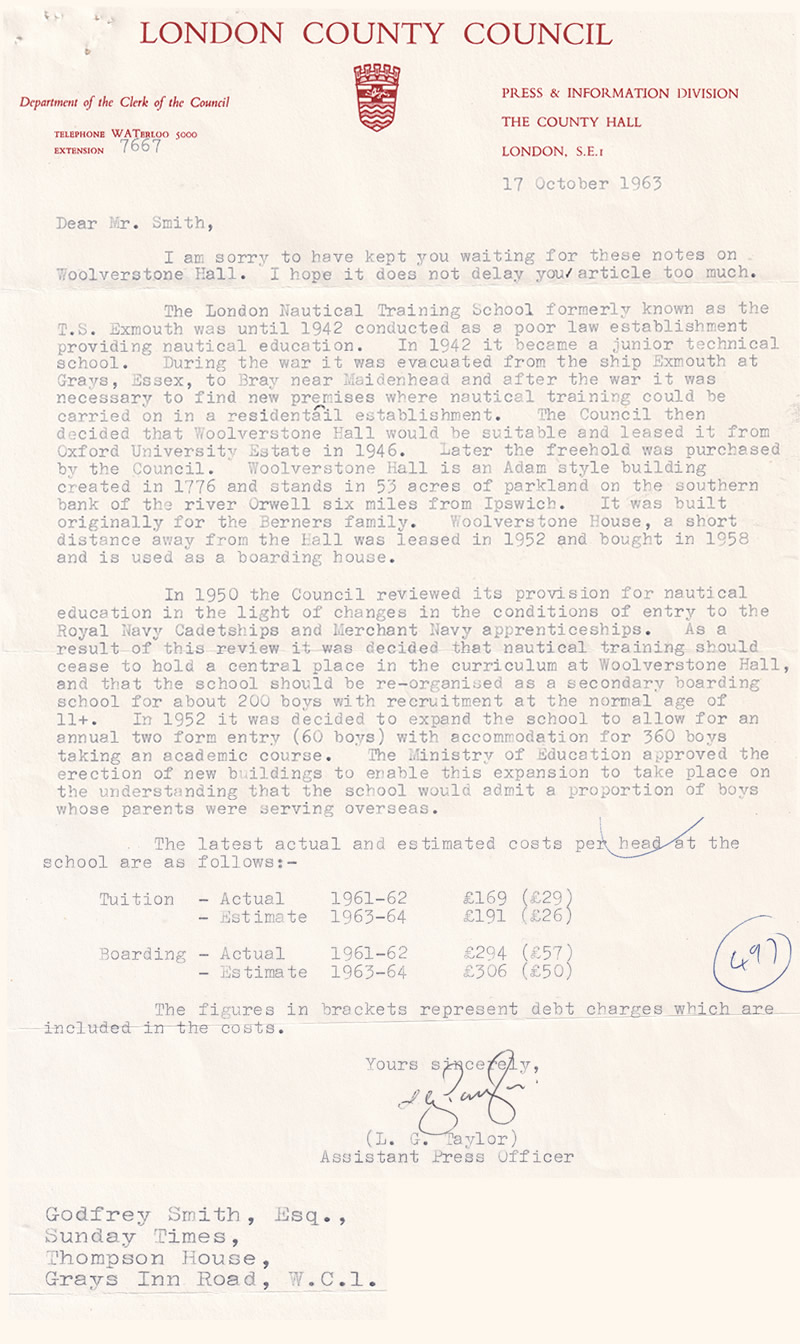 LONDON COUNTY COUNCIL
Department of the Clerk of the Council
TELEPHONE WATERLOO 5000
EXTENSION 7667
PRESS & INFORMATION DIVISION
THE COUNTY HALL
LONDON, S.E.1
17 October 1963
Dear Mr. Smith,
I am sorry to have kept you waiting for these notes on
Woolverstone Hall. I hope it does not delay you/article too much.
The London Nautical Training School formerly known as the
T.S. Exmouth was until 1942 conducted as a poor law establishment
providing nautical education. In 1942 it became a junior technical
school. During the war it was evacuated from the ship Exmouth at
Grays, Essex, to Bray near Maidenhead and after the war it was
necessary to find new premises where nautical training could be
carried on in a residentail establishment. The Council then
decided that Woolverstone Hall would be suitable and leased it from
Oxford University Estate in 1946. Later the freehold was purchased
by the Council. Woolverstone Hall is an Adam style building
created in 1776 and stands in 53 acres of parkland on the southern
bank of the river Orwell six miles from Ipswich. It was built
originally for the Berners family. Woolverstone House, a short
distance away from the Hall was leased in 1952 and bought in 1958
and is used as a boarding house.
In 1950 the Council reviewed its provision for nautical
education in the light of changes in the conditions of entry to the
Royal Navy Cadetships and Merchant Navy apprenticeships. As a
result of this review it was decided that nautical training should
cease to hold a central place in the curriculum at Woolverstone Hall,
and that the school should be re-organised as a secondary boarding
school for about 200 boys with recruitment at the normal age of
11+. In 1952 it was decided to expand the school to allow for an
annual two form entry (60 boys) with accommodation for 360 boys
taking an academic course. The Ministry of Education approved the
erection of new buildings to enable this expansion to take place on
the understanding that the school would admit a proportion of boys
whose parents were serving overseas.
The latest actual and estimated costs per head at the
school are as follows:-
Tuition - Actual 1961-62 £169 (£29)
- Estimate 1963-64 £191 (£26)
Boarding - Actual 1961-62 £294 (£57)
- Estimate 1963-64 £306 (£50)
497
The figures in brackets represent debt charges which are
included in the costs.
Yours sincerely,
(L. G. Taylor)
Assistant Press Officer
Godfrey Smith, Esq.,
Sunday Times,
Thompson House,
Grays Inn Road, W.C.1.